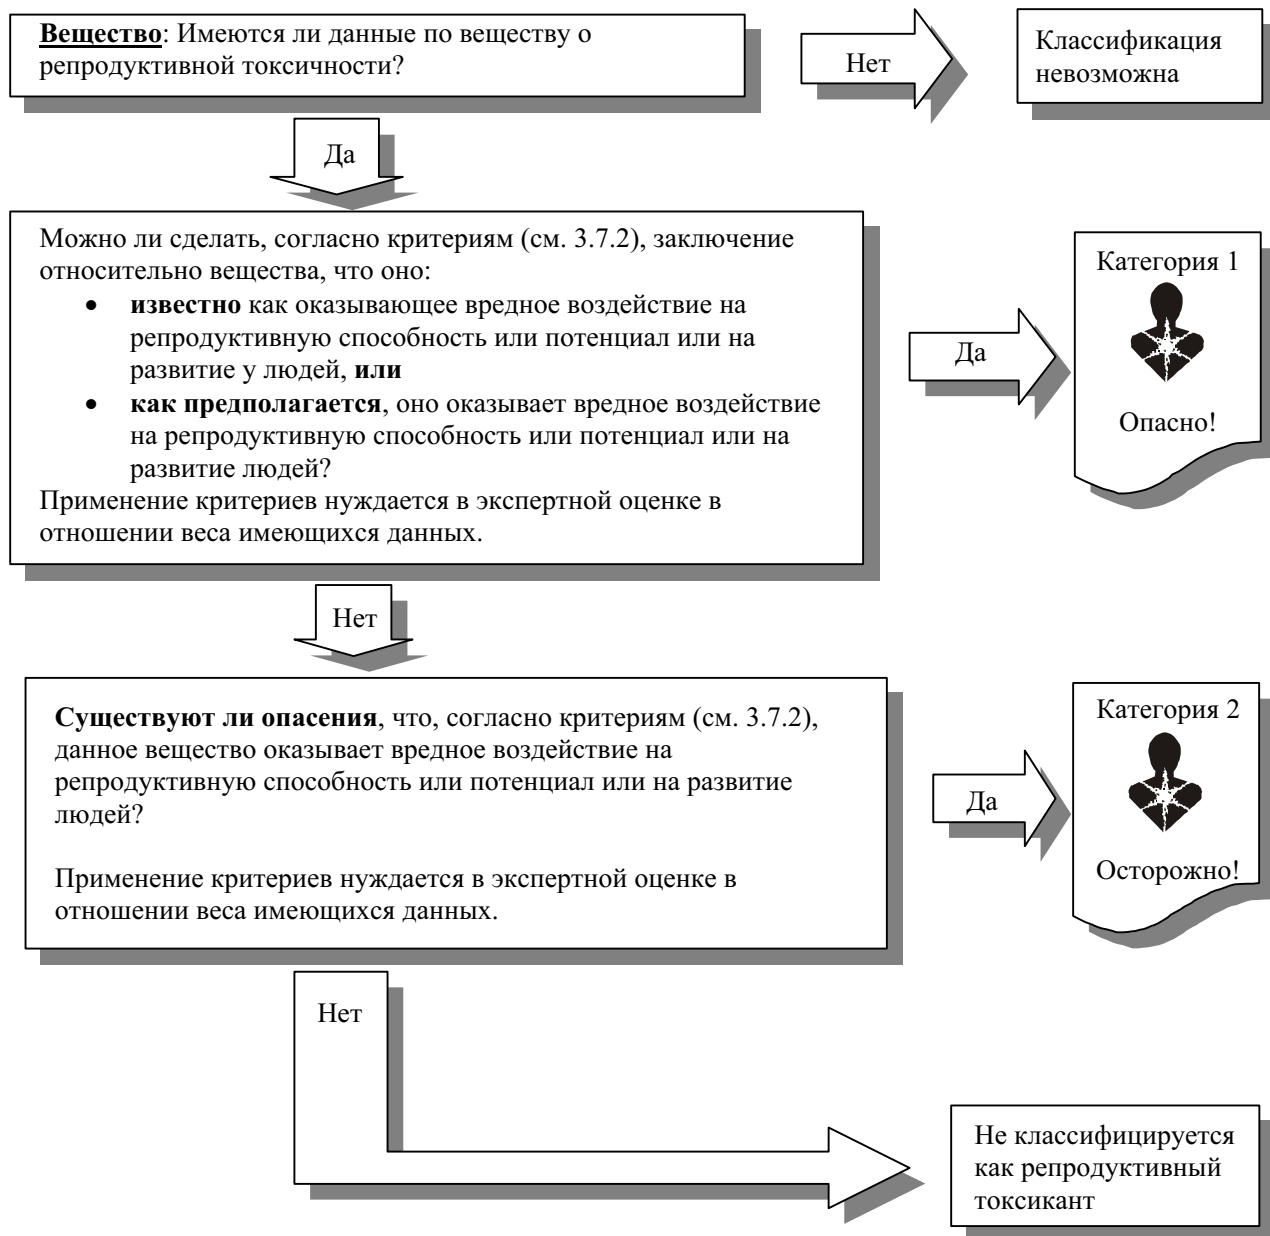 Вещество: Имеются ли данные по веществу о
репродуктивной токсичности?
Нет
Классификация
невозможна
Да
Можно ли сделать, согласно критериям (см. 3.7.2), заключение
относительно вещества, что оно:
• известно как оказывающее вредное воздействие на
репродуктивную способность или потенциал или на
развитие у людей, или
• как предполагается, оно оказывает вредное воздействие
на репродуктивную способность или потенциал или на
развитие людей?
Применение критериев нуждается в экспертной оценке в
отношении веса имеющихся данных.
Да
Категория 1
Опасно!
Нет
Существуют ли опасения, что, согласно критериям (см. 3.7.2),
данное вещество оказывает вредное воздействие на
репродуктивную способность или потенциал или на развитие
людей?
Применение критериев нуждается в экспертной оценке в
отношении веса имеющихся данных.
Да
Категория 2
Осторожно!
Нет
Не классифицируется
как репродуктивный
токсикант